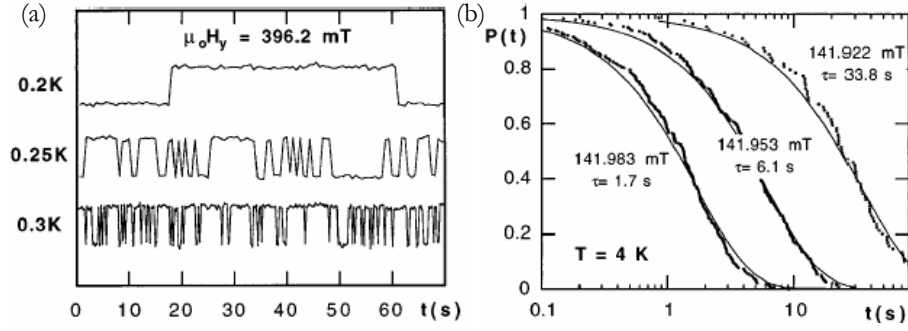 (a)
μ₀Hy = 396.2 mT
0.2K
0.25K
0.3K
0 10 20 30 40 50 60 t(s)
(b)
1
P(t)
0.8
0.6
0.4
0.2
0
141.922 mT
τ= 33.8 s
141.953 mT
τ= 6.1 s
141.983 mT
τ= 1.7 s
T = 4 K
0.1 1 10 t(s)